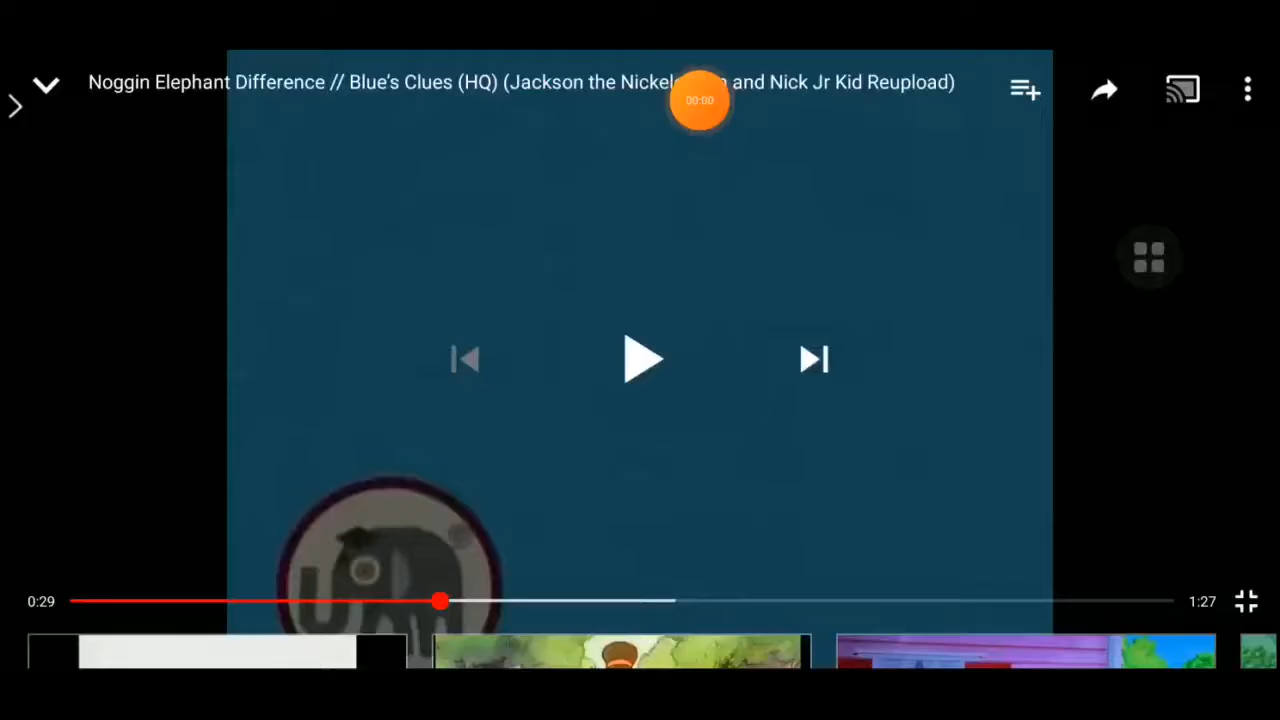 Noggin Elephant Difference // Blue's Clues (HQ) (Jackson the Nickel and Nick Jr Kid Reupload)
00:00
0:29
1:27